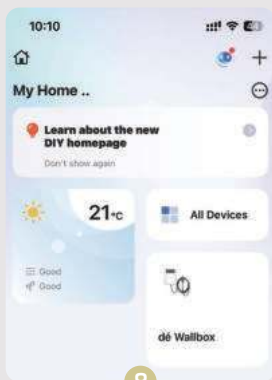 10:10
My Home ..
Learn about the new
DIY homepage
Don't show again
21°c
All Devices
Good
Good
dé Wallbox